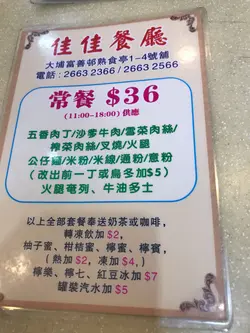 佳佳餐廳
大埔富善邨熟食亭1-4號舖
電話：2663 2366 / 2663 2566
常餐 $36
(11:00-18:00) 供應
五香肉丁/沙爹牛肉/雪菜肉絲/
榨菜肉絲/叉燒/火腿
公仔麵/米粉/米線/通粉/意粉
(改出前一丁或烏冬加$5)
火腿奄列、牛油多士
以上全部套餐奉送奶茶或咖啡，
轉凍飲加 $2，
柚子蜜、柑桔蜜、檸蜜、檸賓，
(熱加 $2，凍加 $4，)
檸樂、檸七、紅豆冰加 $7
罐裝汽水加 $5